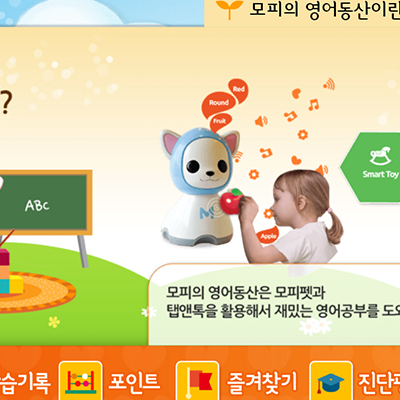 모피의 영어동산이란
?
Red
Round
Fruit
ABC
Smart Toy
M
Apple
모피의 영어동산은 모피펫과
탭앤톡을 활용해서 재밌는 영어공부를 도와
습기록
포인트
즐겨찾기
진단평